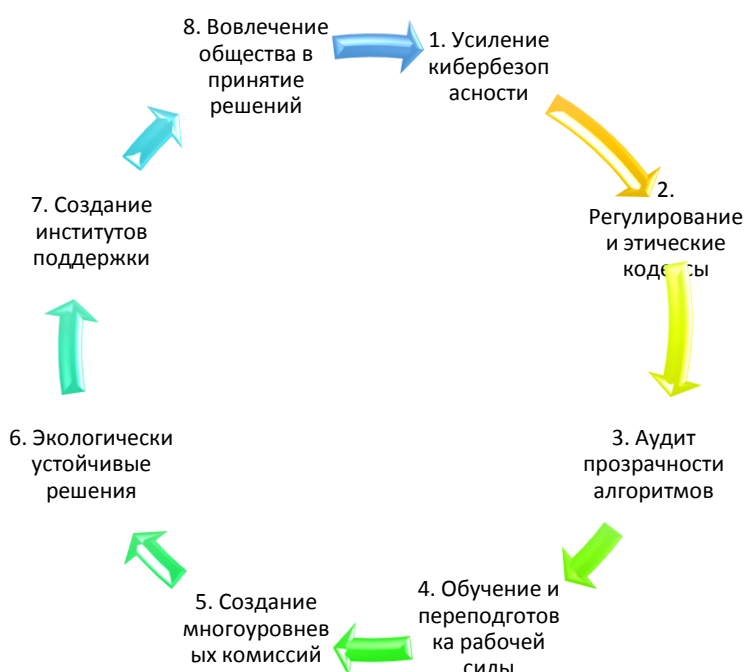 1. Усиление
кибербезоп
асности
2.
Регулирование
и этические
кодексы
3. Аудит
прозрачности
алгоритмов
4. Обучение и
переподготов
ка рабочей
силы
5. Создание
многоуровнев
ых комиссий
6. Экологически
устойчивые
решения
7. Создание
институтов
поддержки
8. Вовлечение
общества в
принятие
решений